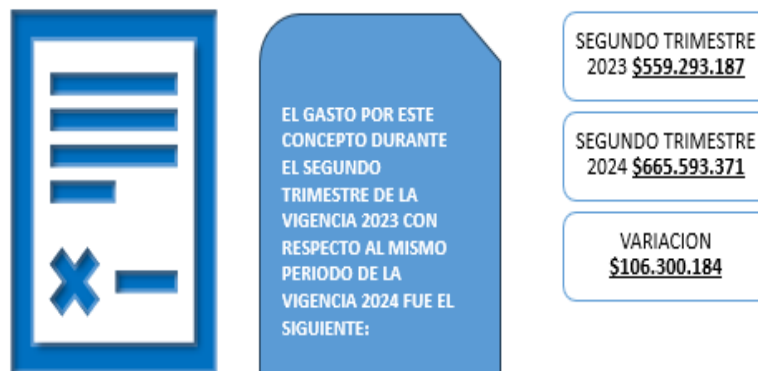 EL GASTO POR ESTE
CONCEPTO DURANTE
EL SEGUNDO
TRIMESTRE DE LA
VIGENCIA 2023 CON
RESPECTO AL MISMO
PERIODO DE LA
VIGENCIA 2024 FUE EL
SIGUIENTE:
SEGUNDO TRIMESTRE
2023 $559.293.187
SEGUNDO TRIMESTRE
2024 $665.593.371
VARIACION
$106.300.184